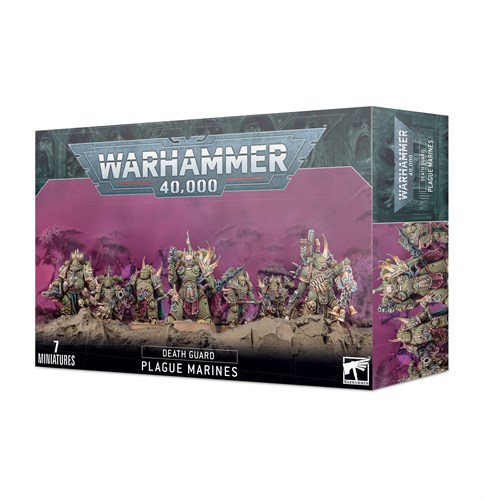 WARHAMMER
40,000
7
MINIATURES
DEATH GUARD
PLAGUE MARINES
WARHAMMER
40,000
DEATH GUARD
PLAGUE MARINES